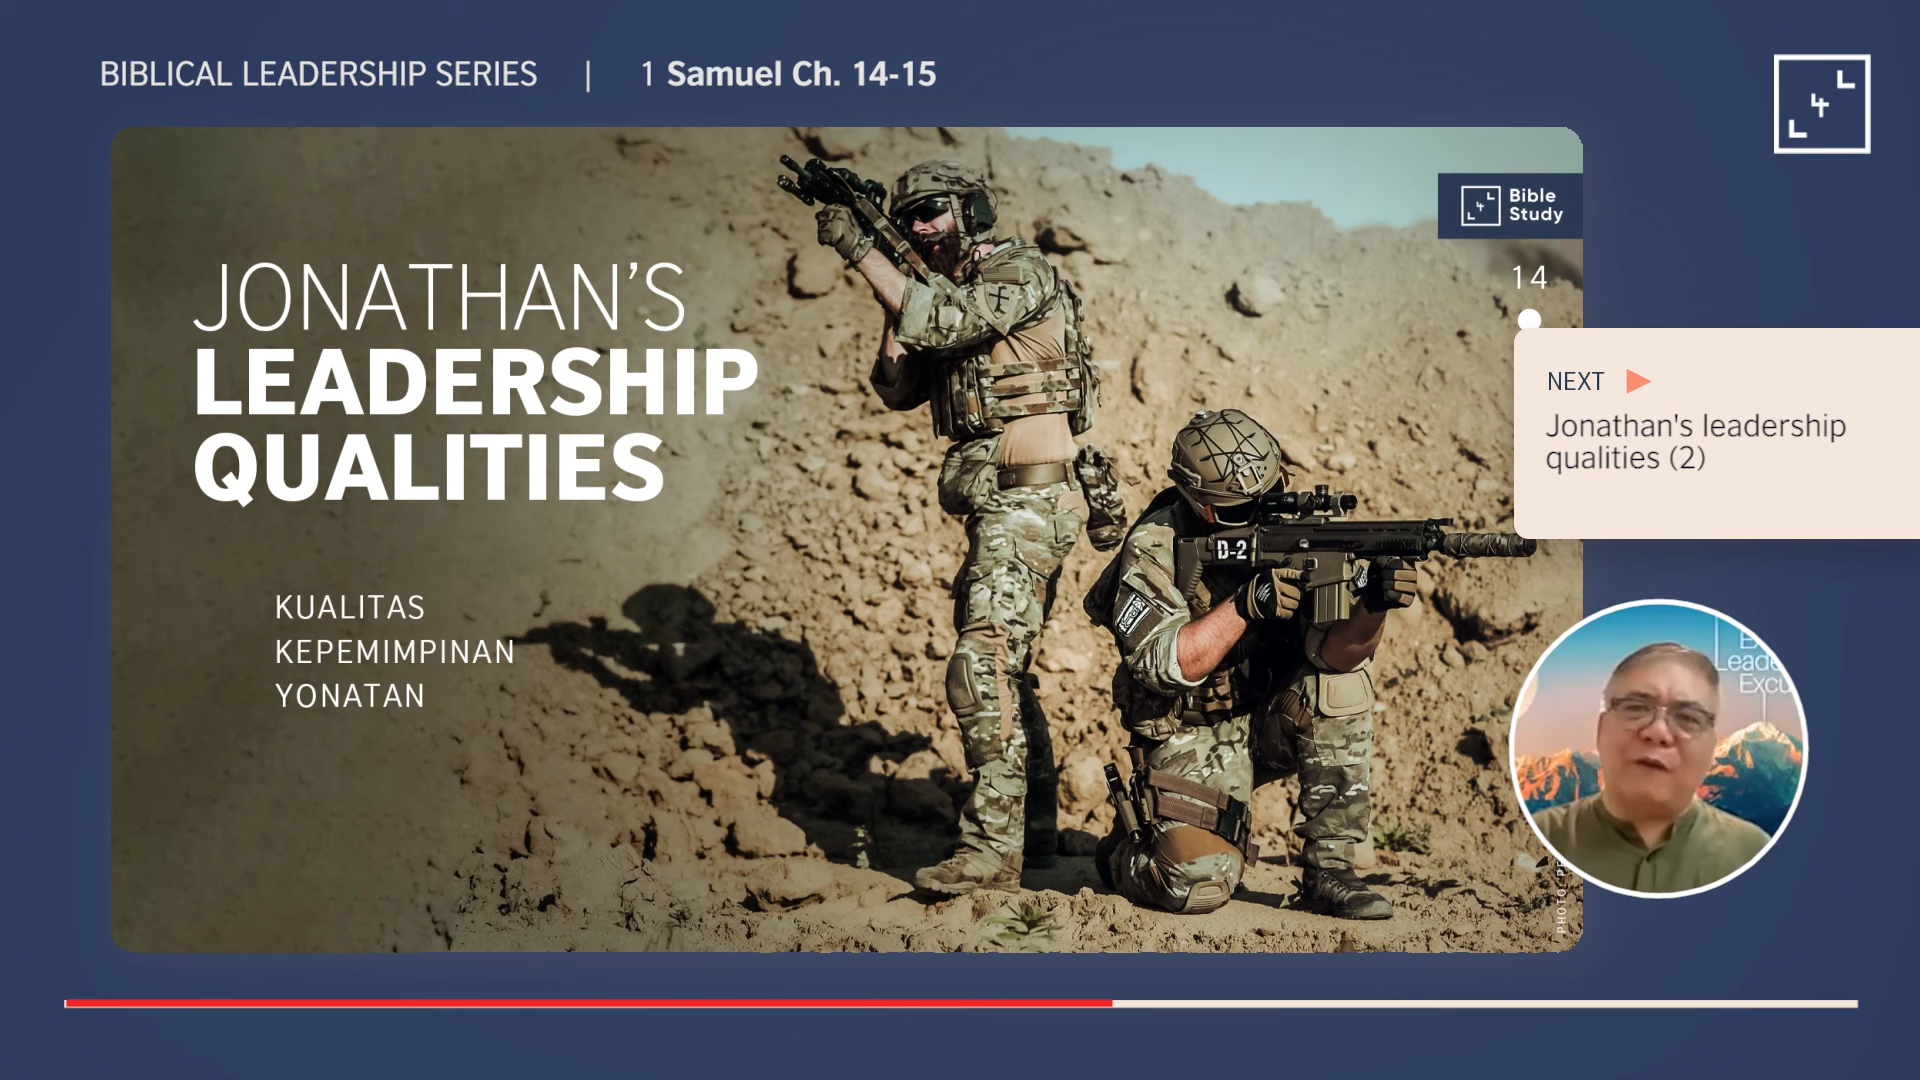 BIBLICAL LEADERSHIP SERIES | 1 Samuel Ch. 14-15
Bible
Study
14
JONATHAN'S
LEADERSHIP
QUALITIES
NEXT
Jonathan's leadership
qualities (2)
D-2
KUALITAS
KEPEMIMPINAN
YONATAN
PHOTO